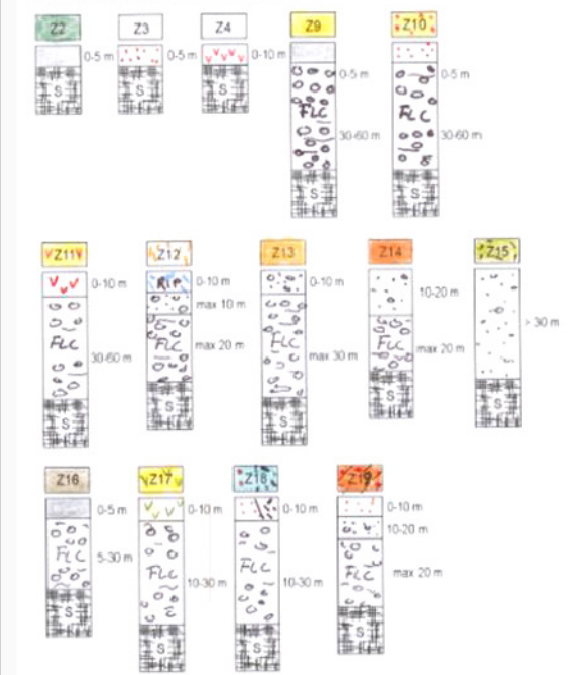 Z2 Z3 Z4 Z9 Z10
0-5 m 0-5 m 0-10 m
S S S
0-5 m 0-5 m
FLC FLC
30-60 m 30-60 m
S S
Z11 Z12 Z13 Z14 Z15
0-10 m RIP 0-10 m 0-10 m 10-20 m
max 10 m
> 30 m
FLC FLC FLC FLC
30-60 m max 20 m max 30 m max 20 m
S S S S S
Z16 Z17 Z18 Z19
0-5 m 0-10 m 0-10 m 0-10 m
10-20 m
FLC FLC FLC FLC
5-30 m 10-30 m 10-30 m max 20 m
S S S S